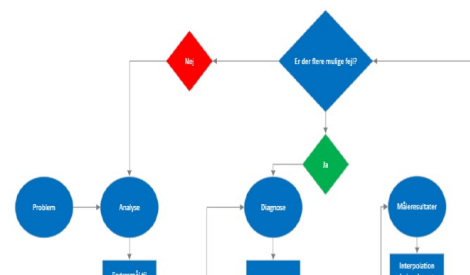 Nej
Er der flere mulige fejl?
Ja
Problem
Analyse
Diagnose
Måleresultater
Interpolation